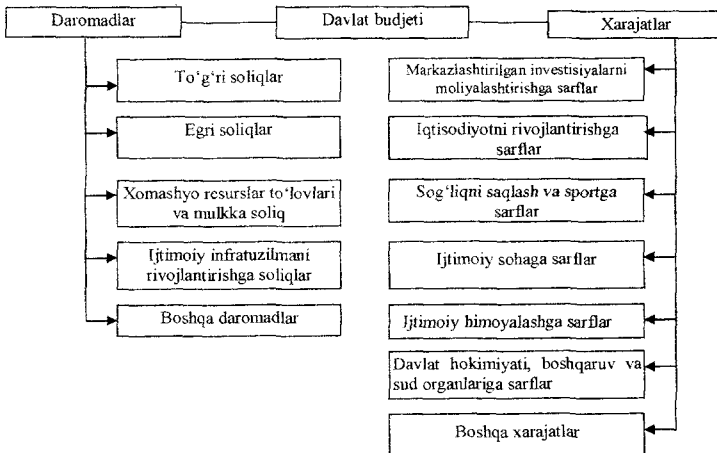 Daromadlar
Davlat budjeti
Xarajatlar
To‘g‘ri soliqlar
Egri soliqlar
Xomashyo resurslar to‘lovlari
va mulkka soliq
Ijtimoiy infratuzilmani
rivojlantirishga soliqlar
Boshqa daromadlar
Markazlashtirilgan investisiyalarni
moliyalashtirishga sarflar
Iqtisodiyotni rivojlantirishga
sarflar
Sog‘liqni saqlash va sportga
sarflar
Ijtimoiy sohaga sarflar
Ijtimoiy himoyalashga sarflar
Davlat hokimiyati, boshqaruv va
sud organlariga sarflar
Boshqa xarajatlar